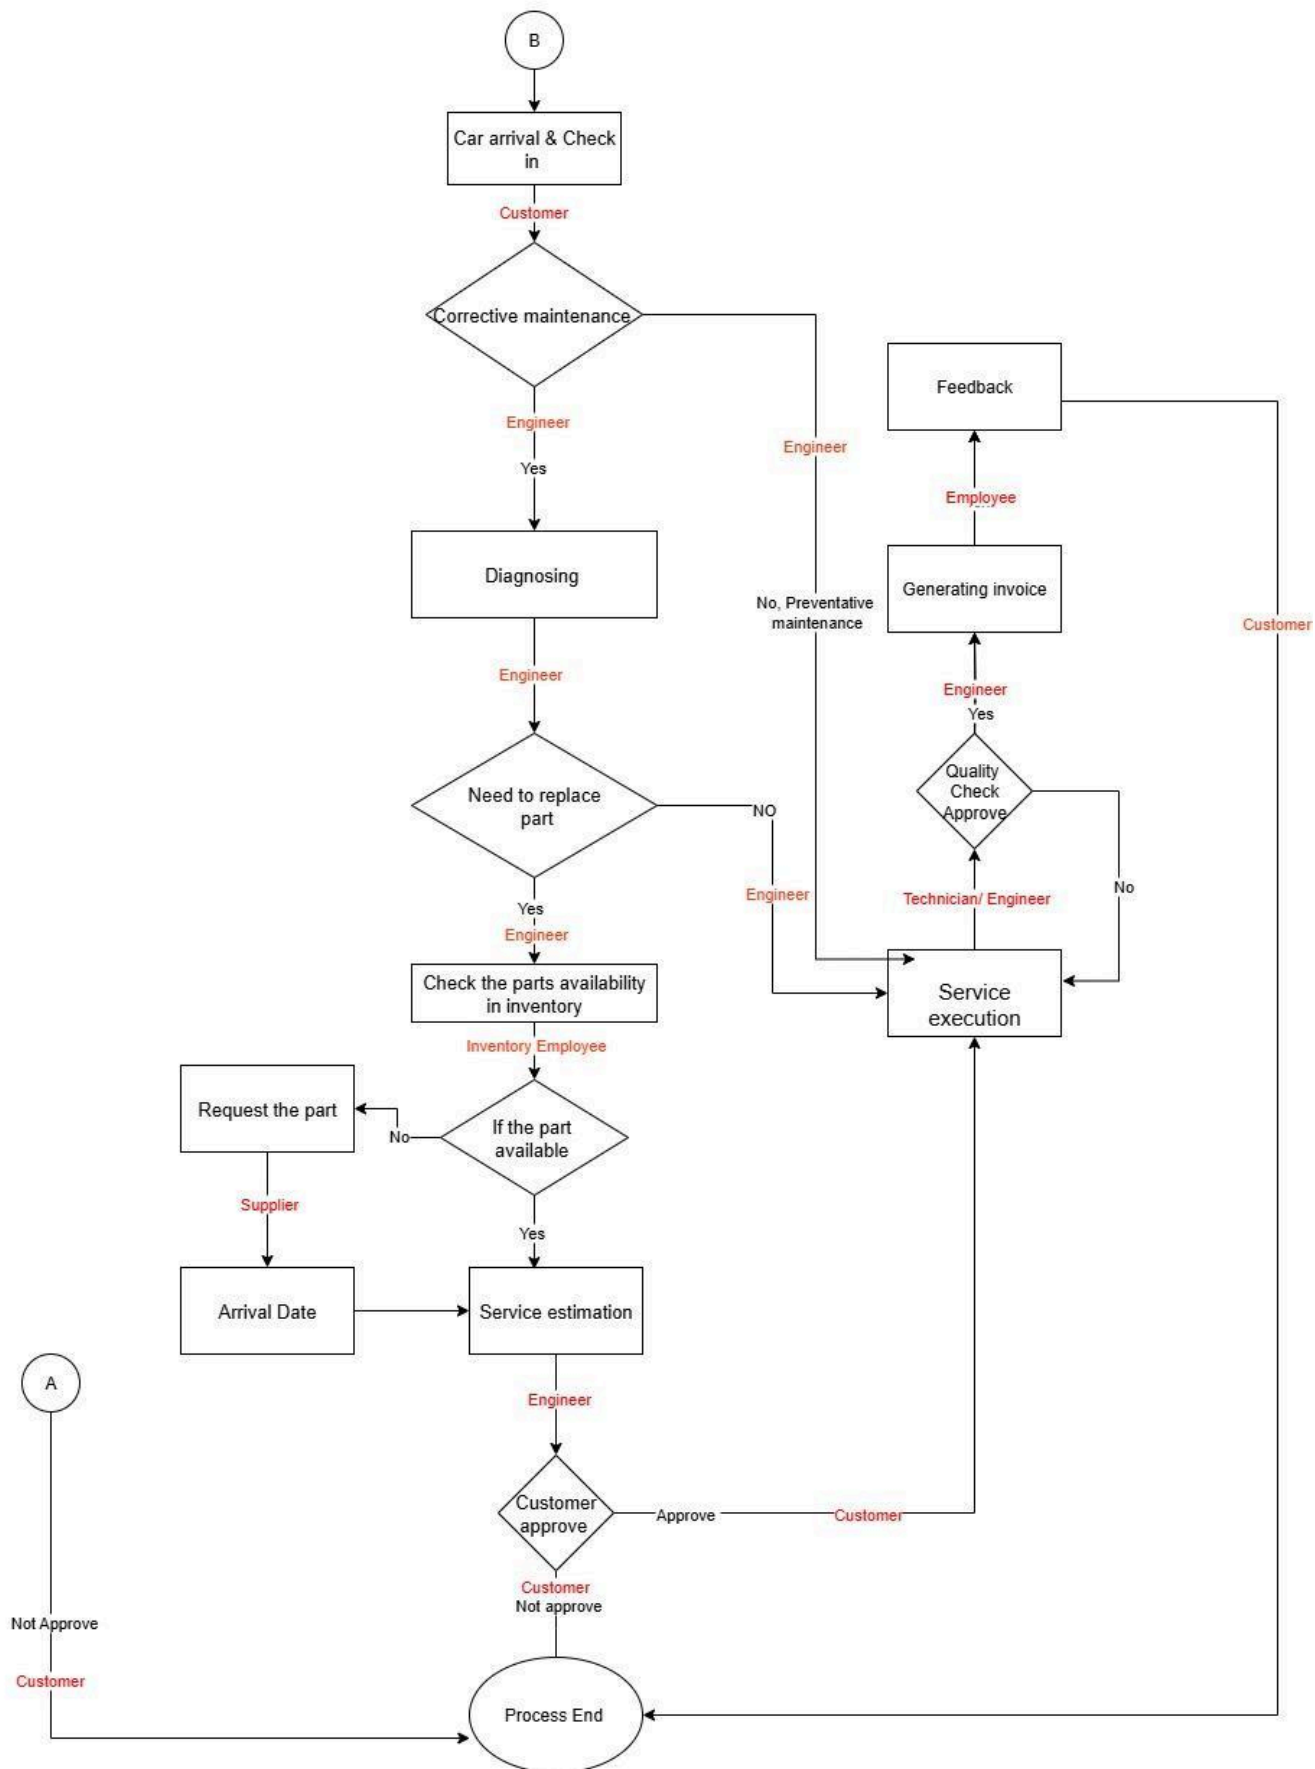 B
Car arrival & Check
in
Customer
Corrective maintenance
Engineer
Yes
Engineer
No, Preventative
maintenance
Diagnosing
Engineer
Need to replace
part
NO
Engineer
Yes
Engineer
Check the parts availability
in inventory
Inventory Employee
If the part
available
No
Request the part
Supplier
Arrival Date
Yes
Service estimation
Engineer
Customer
approve
Approve
Customer
Customer
Not approve
Process End
A
Not Approve
Customer
Feedback
Employee
Generating invoice
Engineer
Yes
Quality
Check
Approve
No
Technician/ Engineer
Service
execution
Customer